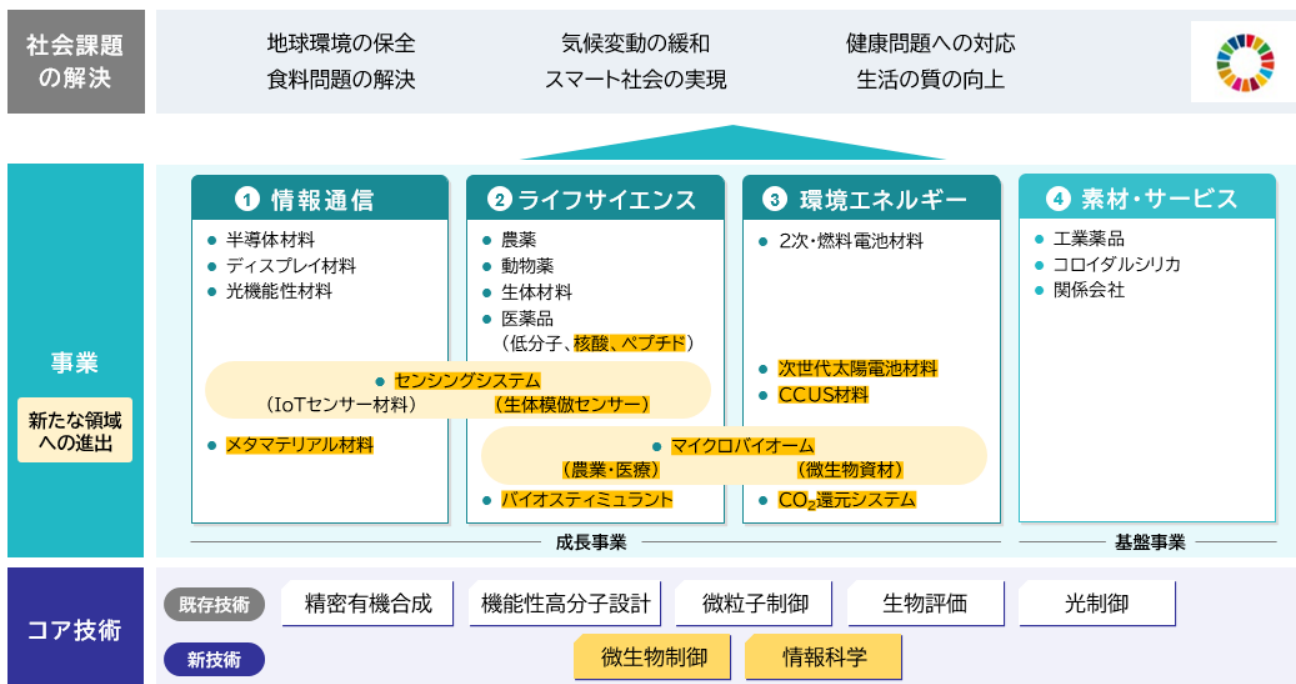 社会課題
の解決
地球環境の保全
気候変動の緩和
健康問題への対応
食料問題の解決
スマート社会の実現
生活の質の向上
事業
新たな領域
への進出
① 情報通信
● 半導体材料
● ディスプレイ材料
● 光機能性材料
② ライフサイエンス
● 農薬
● 動物薬
● 生体材料
● 医薬品
(低分子、核酸、ペプチド)
③ 環境エネルギー
● 2次・燃料電池材料
● 次世代太陽電池材料
● CCUS材料
④ 素材・サービス
● 工業薬品
● コロイダルシリカ
● 関係会社
● センシングシステム
(IoTセンサー材料)
(生体模倣センサー)
● メタマテリアル材料
● マイクロバイオーム
(農業・医療)
(微生物資材)
● バイオスティミュラント
● CO₂還元システム
成長事業
基盤事業
コア技術
既存技術
精密有機合成
機能性高分子設計
微粒子制御
生物評価
光制御
新技術
微生物制御
情報科学